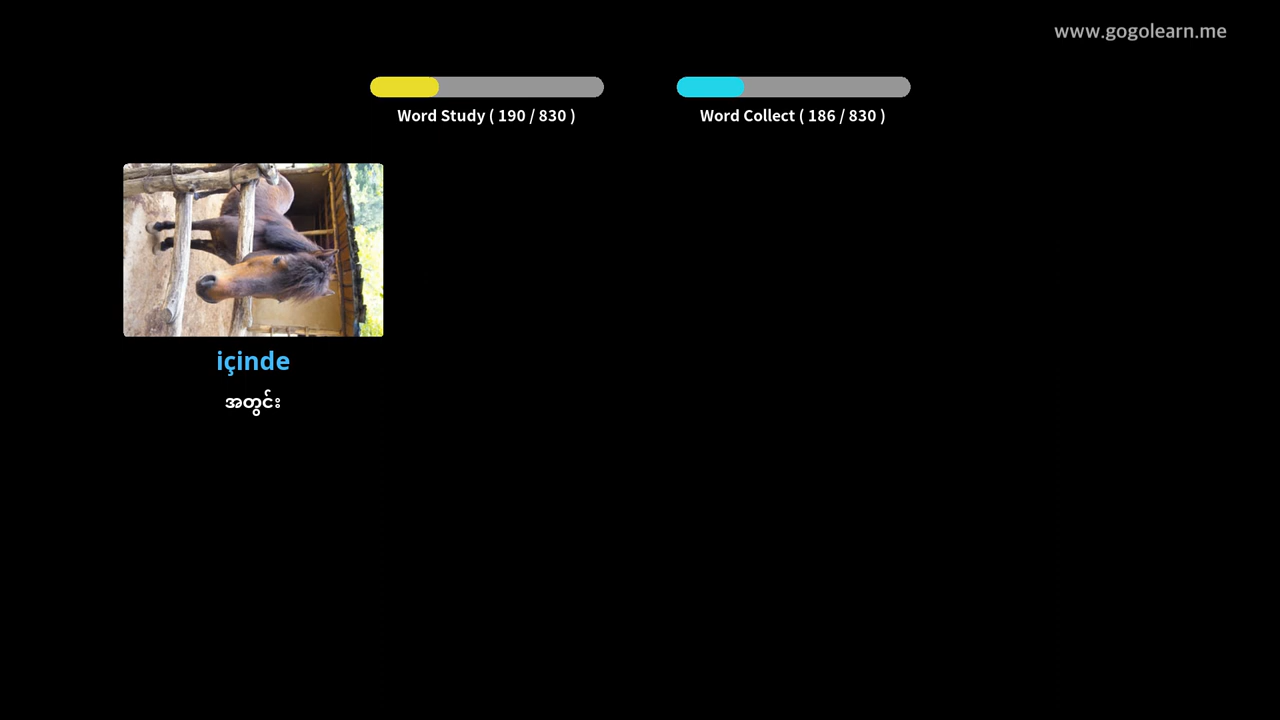 www.gogolearn.me
Word Study ( 190 / 830 )
Word Collect ( 186 / 830 )
içinde
အတွင်း